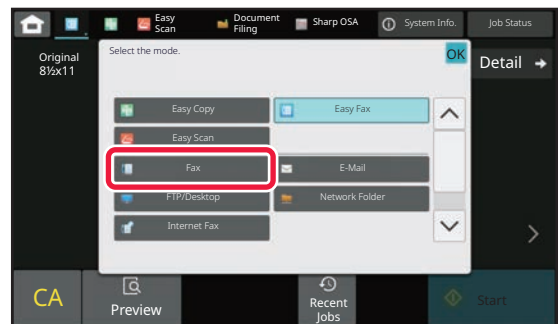 Easy
Scan
Document
Filing
Sharp OSA
System Info.
Job Status
Original
8½x11
Select the mode.
OK
Detail
Easy Copy
Easy Fax
Easy Scan
Fax
E-Mail
FTP/Desktop
Network Folder
Internet Fax
CA
Preview
Recent
Jobs
Start